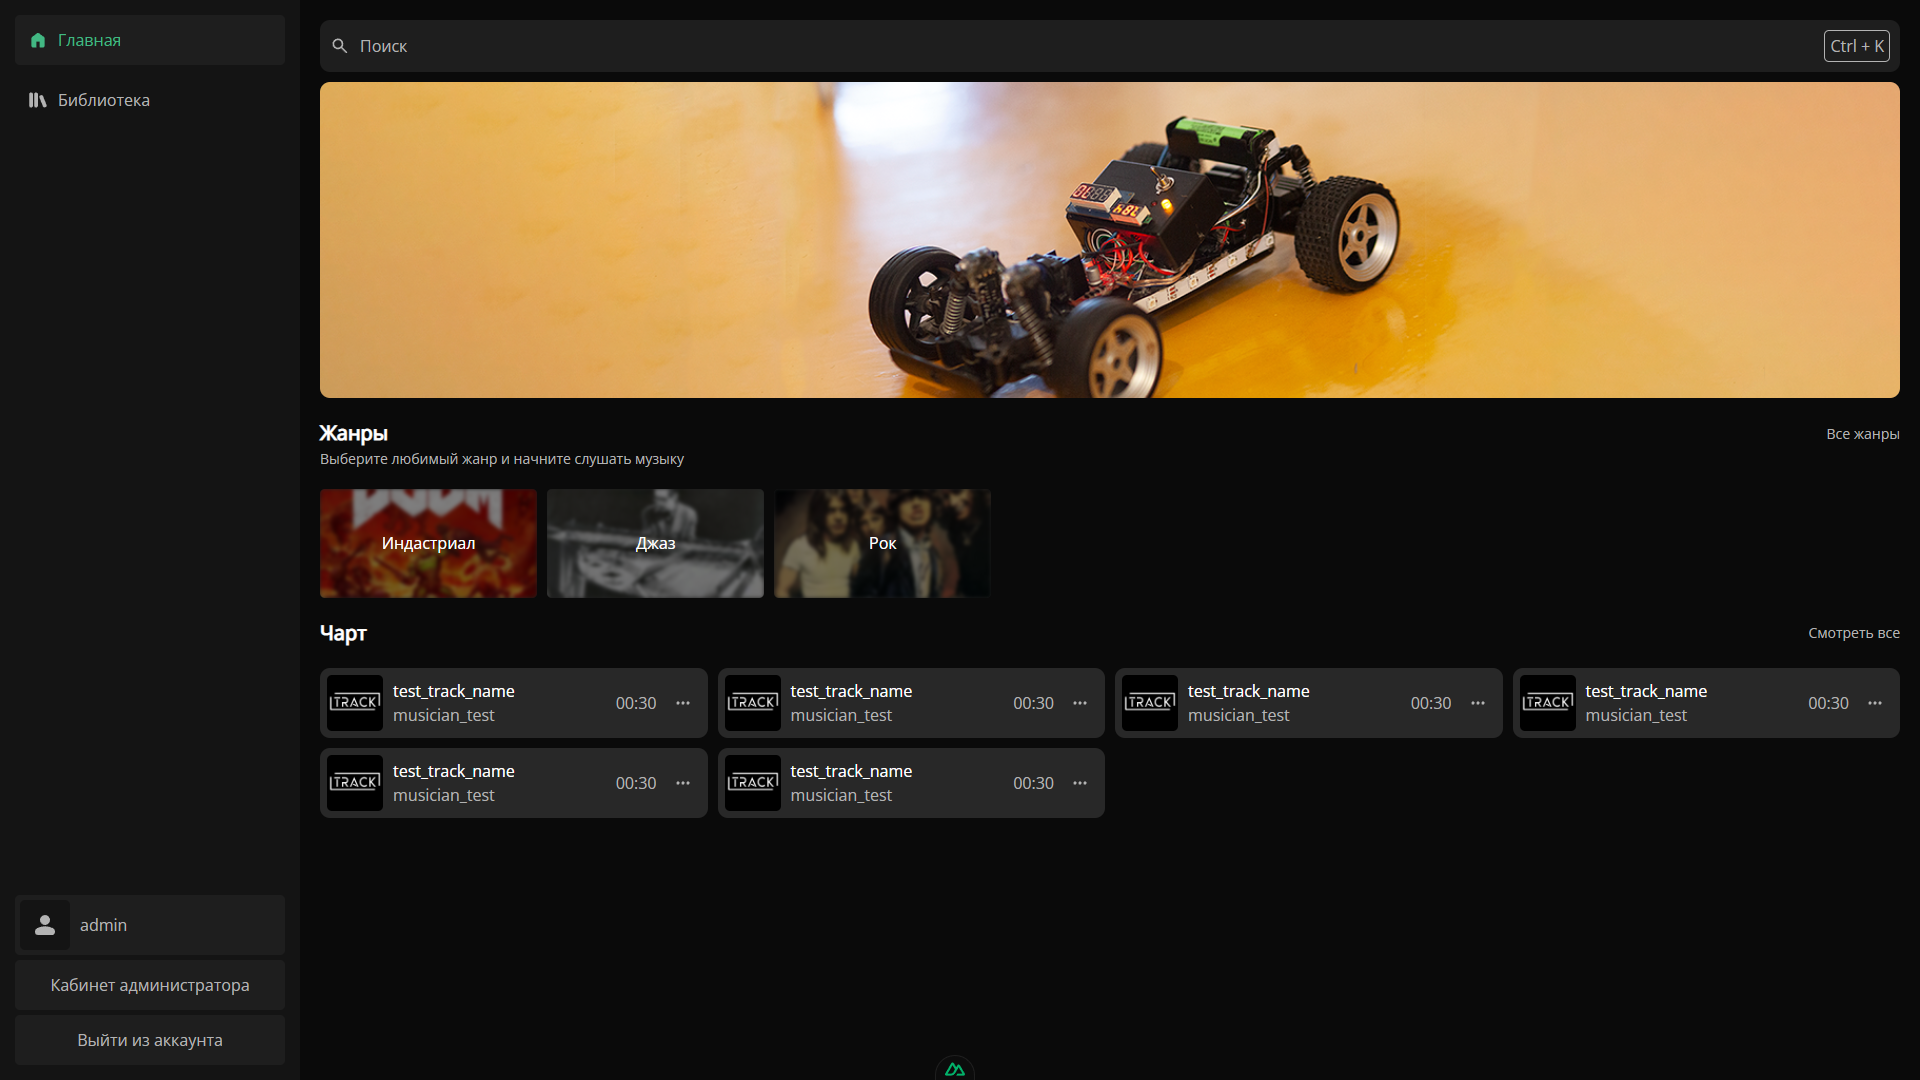 Главная
Библиотека
Поиск
Ctrl + K
Жанры
Все жанры
Выберите любимый жанр и начните слушать музыку
DOOM
Индастриал
Джаз
Рок
Чарт
Смотреть все
TRACK
test_track_name
musician_test
00:30
TRACK
test_track_name
musician_test
00:30
TRACK
test_track_name
musician_test
00:30
TRACK
test_track_name
musician_test
00:30
TRACK
test_track_name
musician_test
00:30
TRACK
test_track_name
musician_test
00:30
admin
Кабинет администратора
Выйти из аккаунта